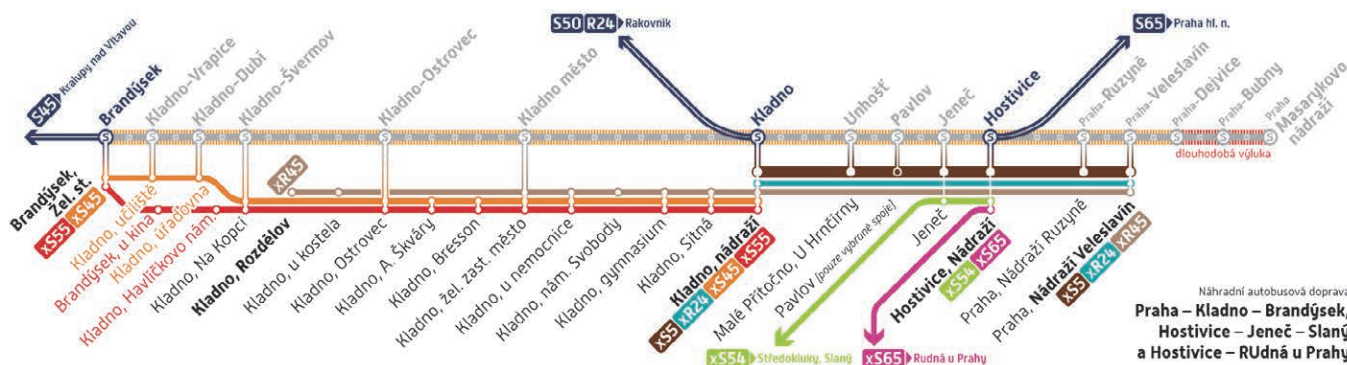 S45 Kralupy nad Vltavou
Brandýsek
Kladno–Vrapice
Kladno–Dubí
Kladno–Švermov
Kladno–Ostrovec
Kladno město
S50 R24 Rakovník
Kladno
Unhošť
Pavlov
Jeneč
Hostivice
S65 Praha hl. n.
Praha-Ruzyně
Praha-Veleslavín
Praha-Dejvice
Praha-Bubny
Praha
Masarykovo
nádraží
dlouhodobá výluka
Brandýsek,
Žel. st.
xS55 xS45
Kladno, učiliště
Brandýsek, u kina
Kladno, úřadovna
Kladno, Havlíčkovo nám.
Kladno, Na Kopci
xR45
Kladno, Rozdělov
Kladno, u kostela
Kladno, Ostrovec
Kladno, A. Škváry
Kladno, Bresson
Kladno, žel. zast. město
Kladno, u nemocnice
Kladno, nám. Svobody
Kladno, gymnasium
Kladno, Sítná
Kladno, nádraží
xS5 xR24 xS45 xS55
Malé Přítočno, U Hrnčírny
Pavlov [pouze vybrané spoje]
Jeneč
Hostivice, Nádraží
xS54 xS65
Praha, Nádraží Ruzyně
Praha, Nádraží Veleslavín
xS5 xR24 xR45
xS54 Středokluky, Slaný
xS65 Rudná u Prahy
Náhradní autobusová doprava
Praha – Kladno – Brandýsek,
Hostivice – Jeneč – Slaný
a Hostivice – RUdná u Prahy